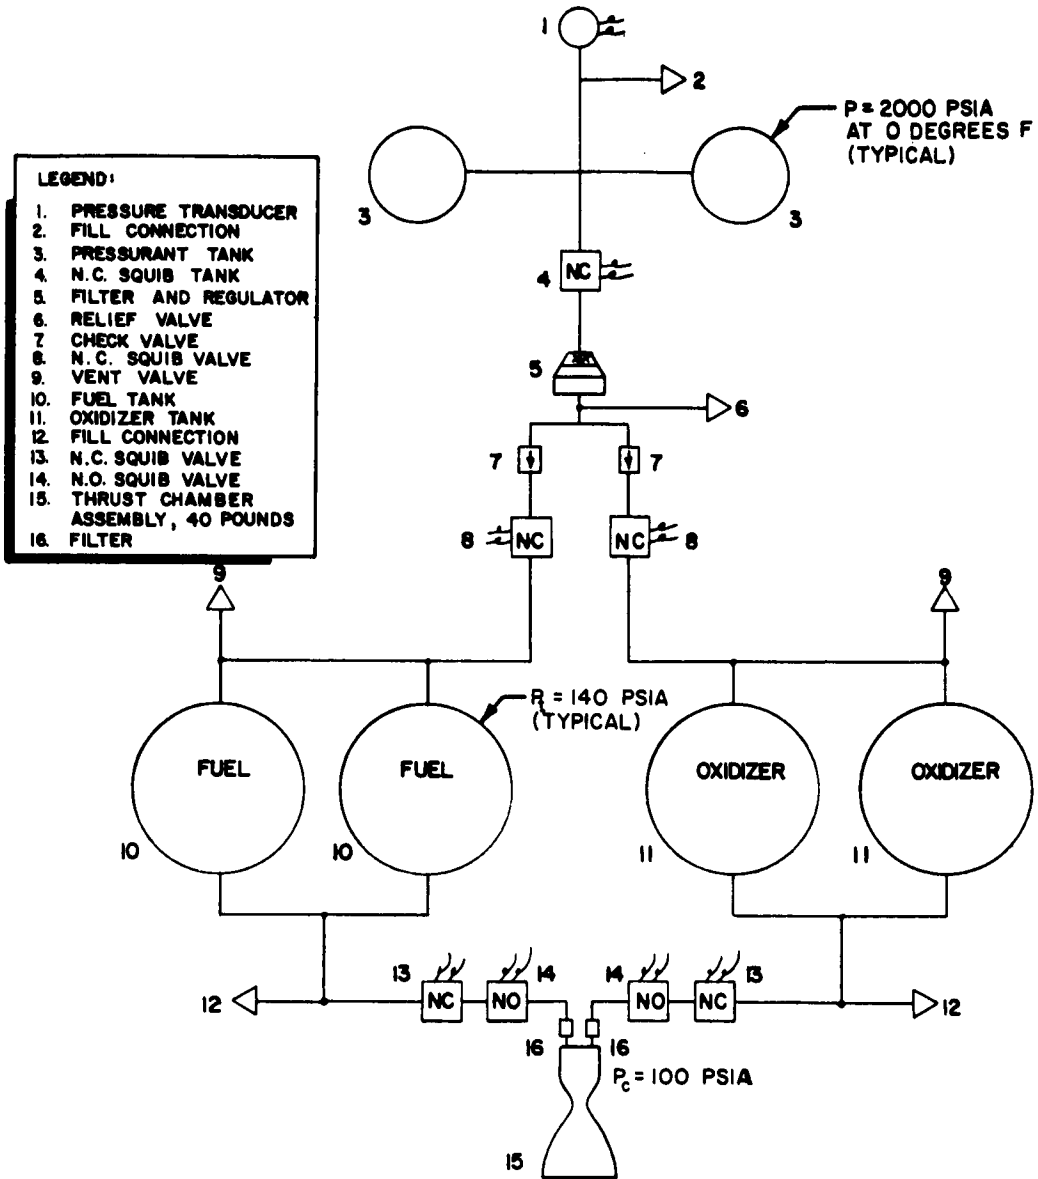 1
2
P = 2000 PSIA
AT 0 DEGREES F
(TYPICAL)
3
3
LEGEND:
1. PRESSURE TRANSDUCER
2. FILL CONNECTION
3. PRESSURANT TANK
4. N.C. SQUIB TANK
5. FILTER AND REGULATOR
6. RELIEF VALVE
7. CHECK VALVE
8. N.C. SQUIB VALVE
9. VENT VALVE
10. FUEL TANK
11. OXIDIZER TANK
12. FILL CONNECTION
13. N.C. SQUIB VALVE
14. N.O. SQUIB VALVE
15. THRUST CHAMBER
ASSEMBLY, 40 POUNDS
16. FILTER
4
NC
5
6
7
7
8
NC
NC
8
9
9
Pt = 140 PSIA
(TYPICAL)
FUEL
FUEL
OXIDIZER
OXIDIZER
10
10
11
11
13
14
14
13
12
NC
NO
NO
NC
12
16
16
Pc = 100 PSIA
15